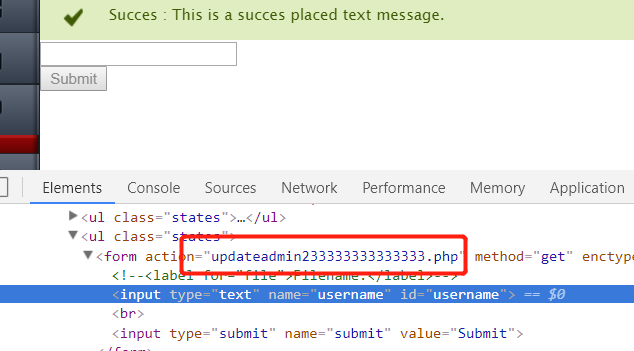 Succes : This is a succes placed text message.
Submit
Elements Console Sources Network Performance Memory Application
<ul class="states">…</ul>
<ul class="states">
<form action="updateadmin233333333333333.php" method="get" enctype
<!--<label for="file">Filename:</label>-->
<input type="text" name="username" id="username"> == $0
<br>
<input type="submit" name="submit" value="Submit">
</form>